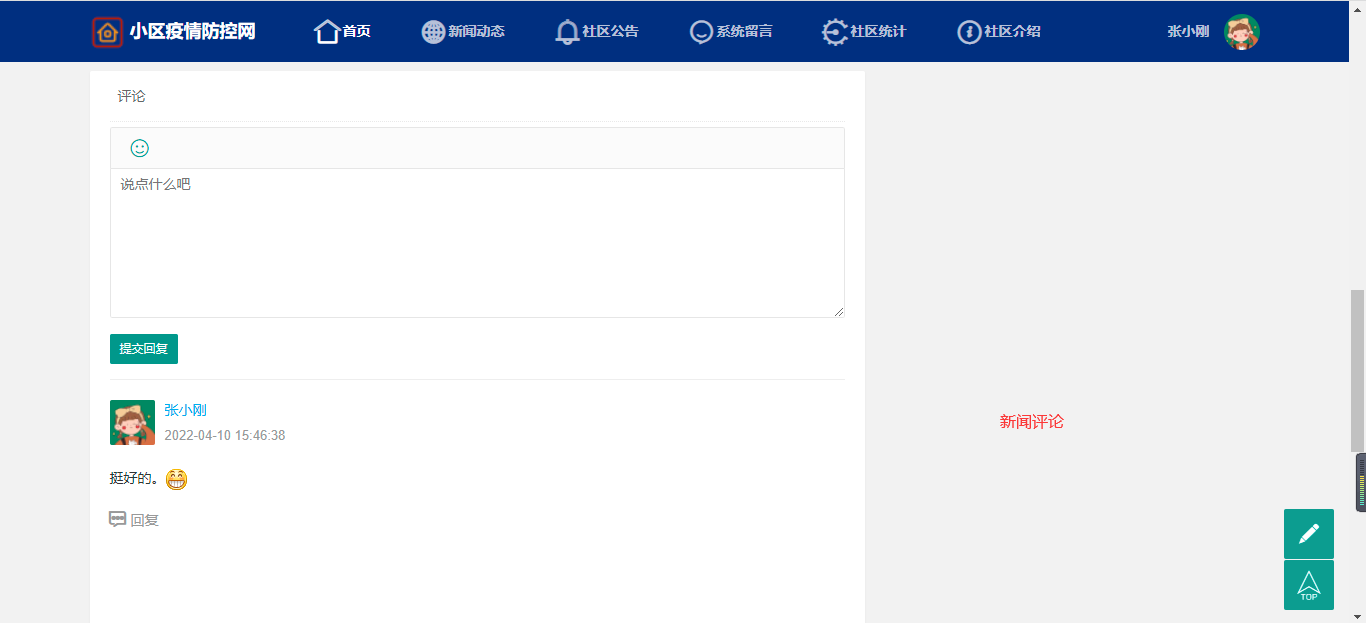 小区疫情防控网 首页 新闻动态 社区公告 系统留言 社区统计 社区介绍 张小刚
评论
说点什么吧
提交回复
张小刚
2022-04-10 15:46:38
新闻评论
挺好的。
回复
TOP